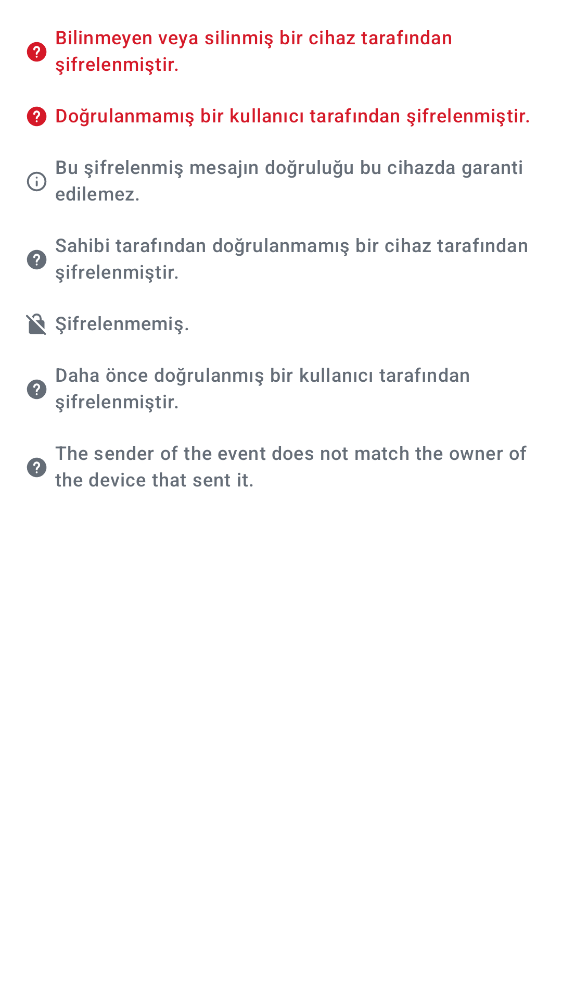 Bilinmeyen veya silinmiş bir cihaz tarafından
şifrelenmiştir.
Doğrulanmamış bir kullanıcı tarafından şifrelenmiştir.
Bu şifrelenmiş mesajın doğruluğu bu cihazda garanti
edilemez.
Sahibi tarafından doğrulanmamış bir cihaz tarafından
şifrelenmiştir.
Şifrelenmemiş.
Daha önce doğrulanmış bir kullanıcı tarafından
şifrelenmiştir.
The sender of the event does not match the owner of
the device that sent it.